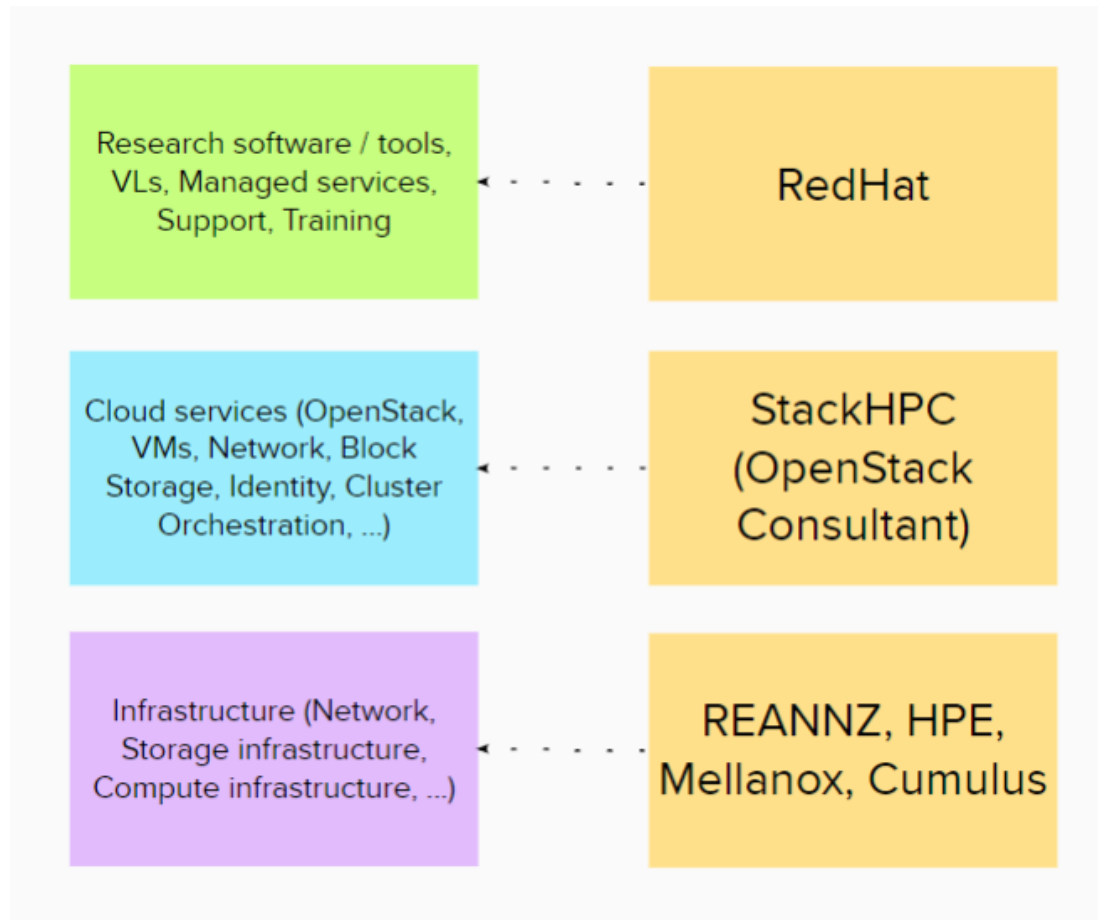 Research software / tools,
VLs, Managed services,
Support, Training
RedHat
Cloud services (OpenStack,
VMs, Network, Block
Storage, Identity, Cluster
Orchestration, ...)
StackHPC
(OpenStack
Consultant)
Infrastructure (Network,
Storage infrastructure,
Compute infrastructure, ...)
REANNZ, HPE,
Mellanox, Cumulus